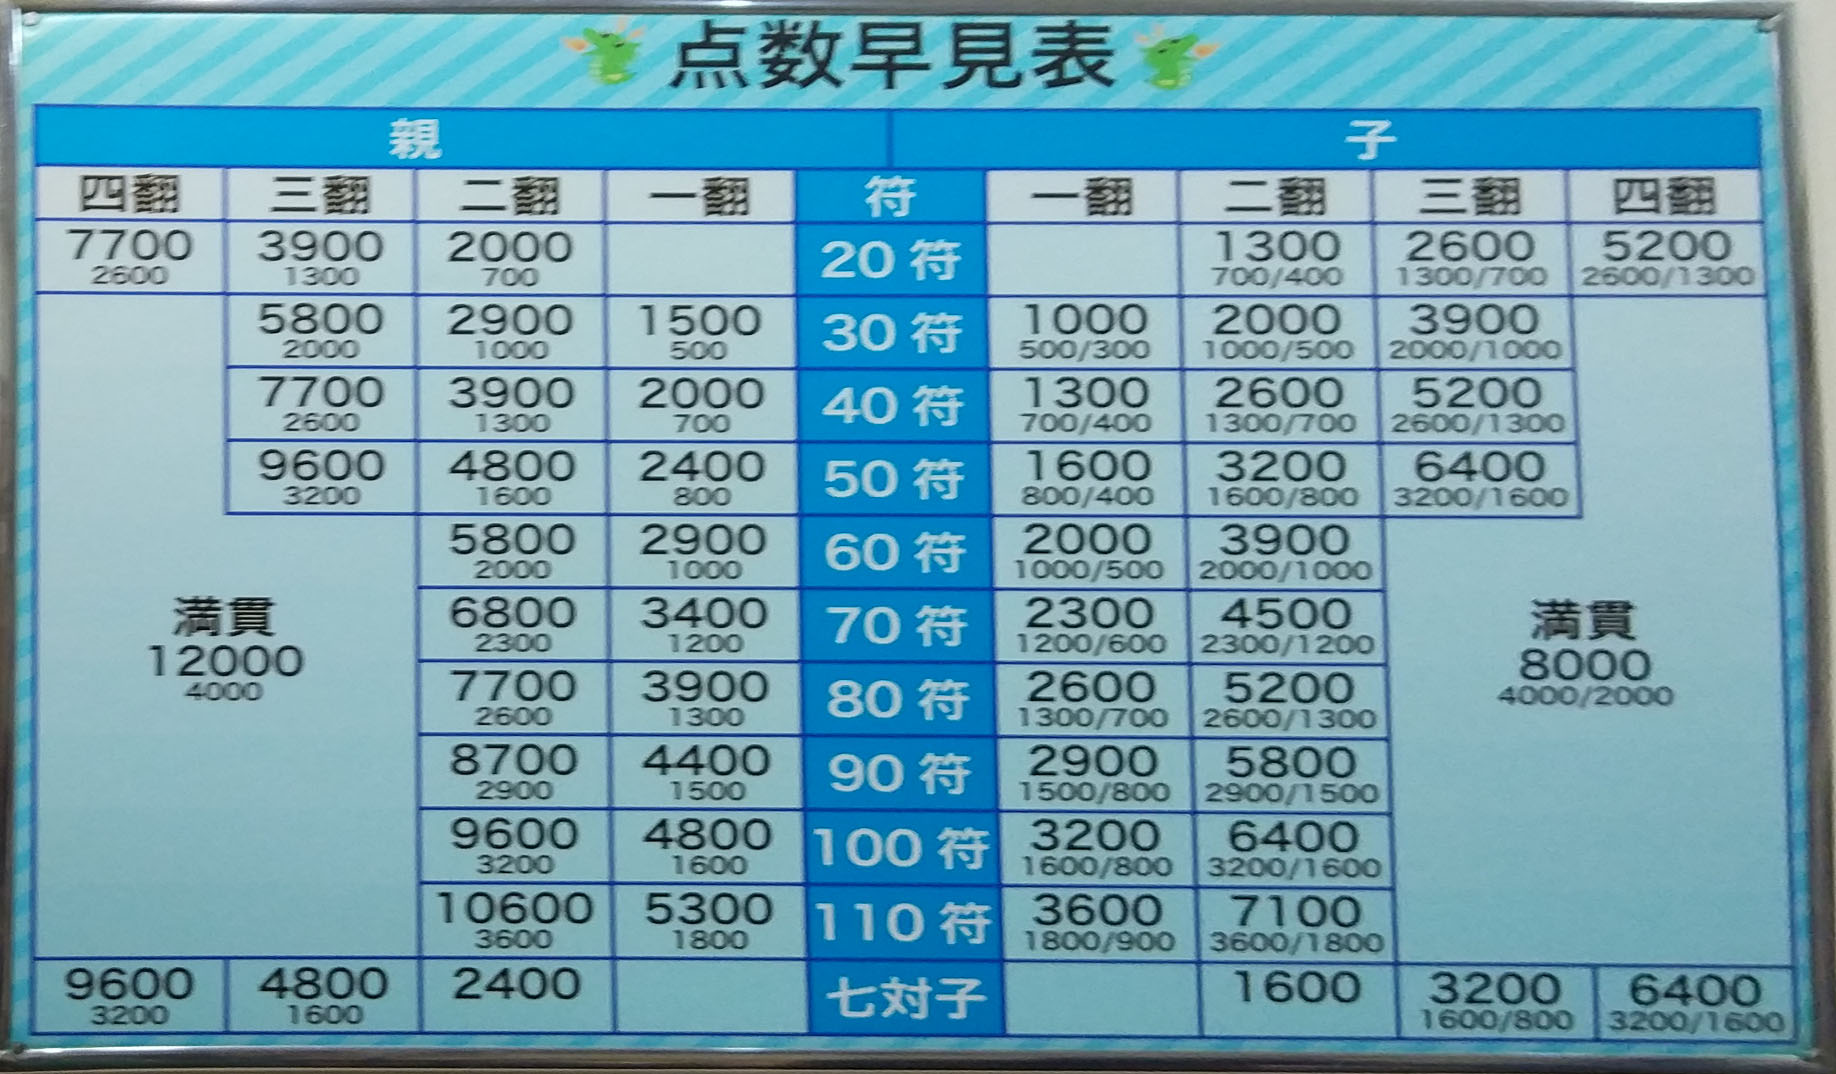 点数早見表
親 子
四翻 三翻 二翻 一翻 符 一翻 二翻 三翻 四翻
7700 3900 2000 20符 1300 2600 5200
2600 1300 700 700/400 1300/700 2600/1300
5800 2900 1500 30符 1000 2000 3900
2000 1000 500 500/300 1000/500 2000/1000
7700 3900 2000 40符 1300 2600 5200
2600 1300 700 700/400 1300/700 2600/1300
9600 4800 2400 50符 1600 3200 6400
3200 1600 800 800/400 1600/800 3200/1600
5800 2900 60符 2000 3900
2000 1000 1000/500 2000/1000
満貫 6800 3400 70符 2300 4500 満貫
2300 1200 1200/600 2300/1200
12000 7700 3900 80符 2600 5200 8000
4000 2600 1300 1300/700 2600/1300 4000/2000
8700 4400 90符 2900 5800
2900 1500 1500/800 2900/1500
9600 4800 100符 3200 6400
3200 1600 1600/800 3200/1600
10600 5300 110符 3600 7100
3600 1800 1800/900 3600/1800
9600 4800 2400 七対子 1600 3200 6400
3200 1600 1600/800 3200/1600